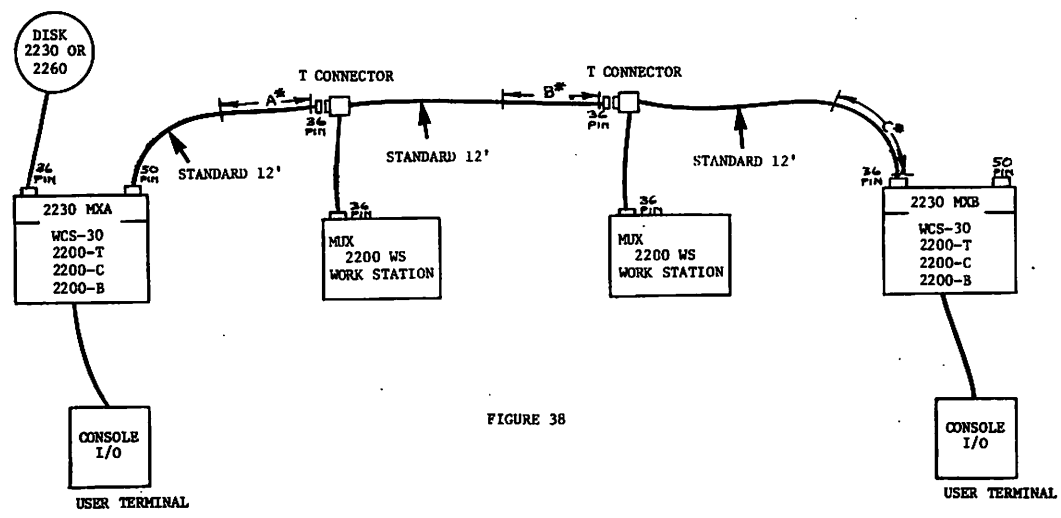 DISK
2230 OR
2260
T CONNECTOR
T CONNECTOR
A*
B*
C*
36
PIN
36
PIN
STANDARD 12'
STANDARD 12'
STANDARD 12'
36
PIN
50
PIN
36
PIN
50
PIN
2230 MXA
WCS-30
2200-T
2200-C
2200-B
36
PIN
MUX
2200 WS
WORK STATION
36
PIN
MUX
2200 WS
WORK STATION
2230 MXB
WCS-30
2200-T
2200-C
2200-B
FIGURE 38
CONSOLE
I/O
USER TERMINAL
CONSOLE
I/O
USER TERMINAL